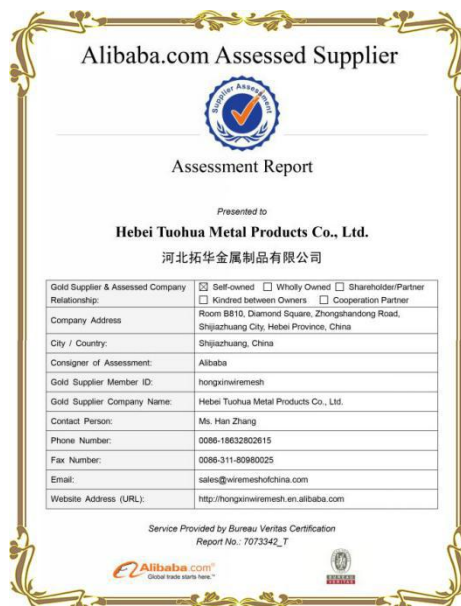 Alibaba.com Assessed Supplier
Supplier Assessment
Assessment Report
Presented to
Hebei Tuohua Metal Products Co., Ltd.
河北拓华金属制品有限公司
Gold Supplier & Assessed Company Relationship: ☒ Self-owned ☐ Wholly Owned ☐ Shareholder/Partner
☐ Kindred between Owners ☐ Cooperation Partner
Company Address Room B810, Diamond Square, Zhongshandong Road,
Shijiazhuang City, Hebei Province, China
City / Country: Shijiazhuang, China
Consigner of Assessment: Alibaba
Gold Supplier Member ID: hongxinwiremesh
Gold Supplier Company Name: Hebei Tuohua Metal Products Co., Ltd.
Contact Person: Ms. Han Zhang
Phone Number: 0086-18632802615
Fax Number: 0086-311-80980025
Email: sales@wiremeshofchina.com
Website Address (URL): http://hongxinwiremesh.en.alibaba.com
Service Provided by Bureau Veritas Certification
Report No.: 7073342_T
Alibaba.com®
Global trade starts here.™
BUREAU
VERITAS